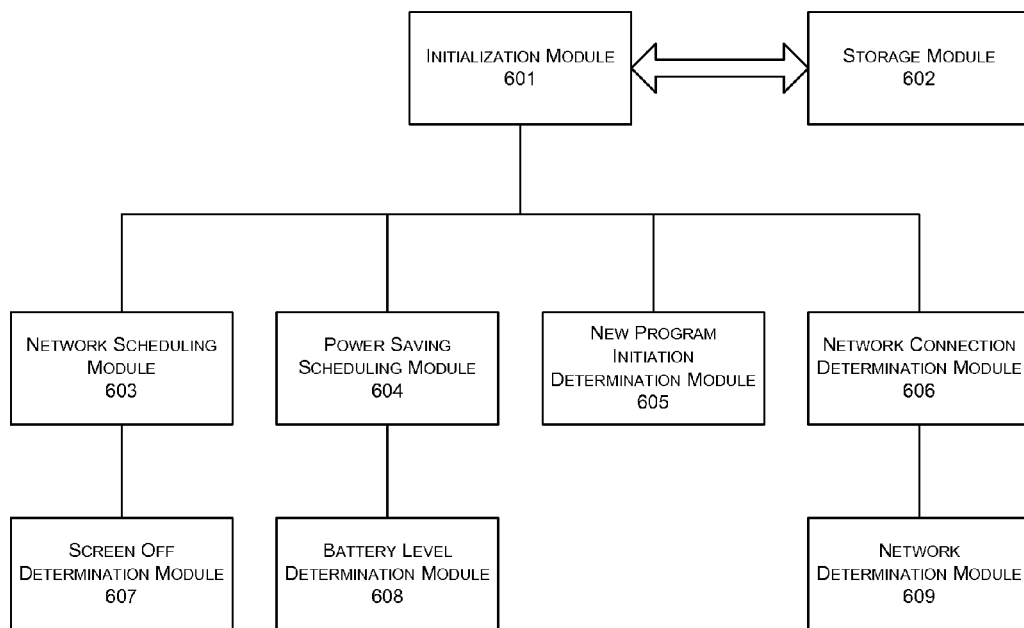 INITIALIZATION MODULE
601
STORAGE MODULE
602
NETWORK SCHEDULING
MODULE
603
POWER SAVING
SCHEDULING MODULE
604
NEW PROGRAM
INITIATION
DETERMINATION MODULE
605
NETWORK CONNECTION
DETERMINATION MODULE
606
SCREEN OFF
DETERMINATION MODULE
607
BATTERY LEVEL
DETERMINATION MODULE
608
NETWORK
DETERMINATION MODULE
609